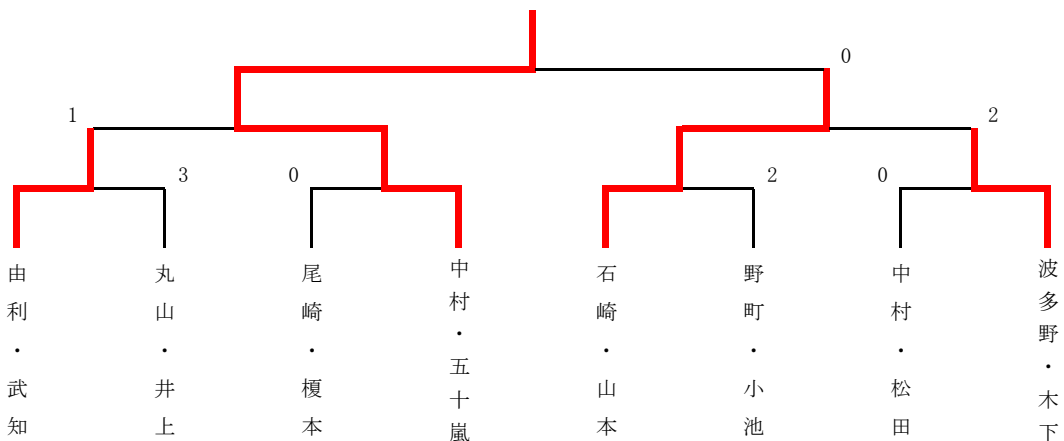 0
1
2
3
0
2
0
由利・武知
丸山・井上
尾崎・榎本
中村・五十嵐
石崎・山本
野町・小池
中村・松田
波多野・木下